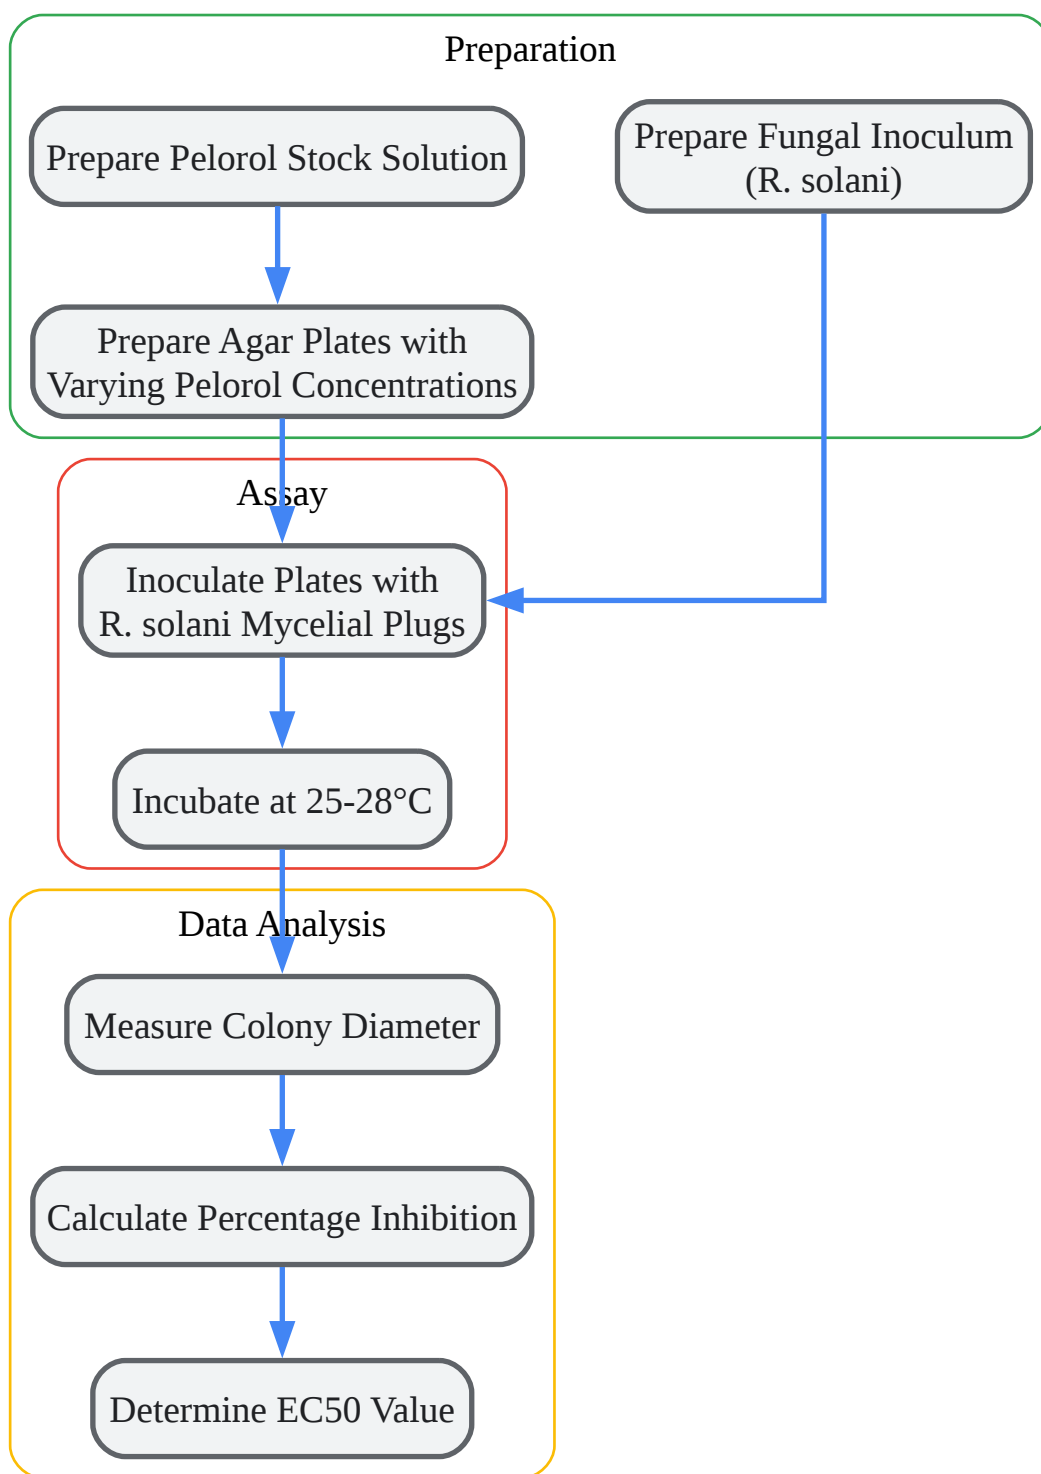 Preparation
Prepare Pelorol Stock Solution
Prepare Fungal Inoculum
(R. solani)
Prepare Agar Plates with
Varying Pelorol Concentrations
Assay
Inoculate Plates with
R. solani Mycelial Plugs
Incubate at 25-28°C
Data Analysis
Measure Colony Diameter
Calculate Percentage Inhibition
Determine EC50 Value